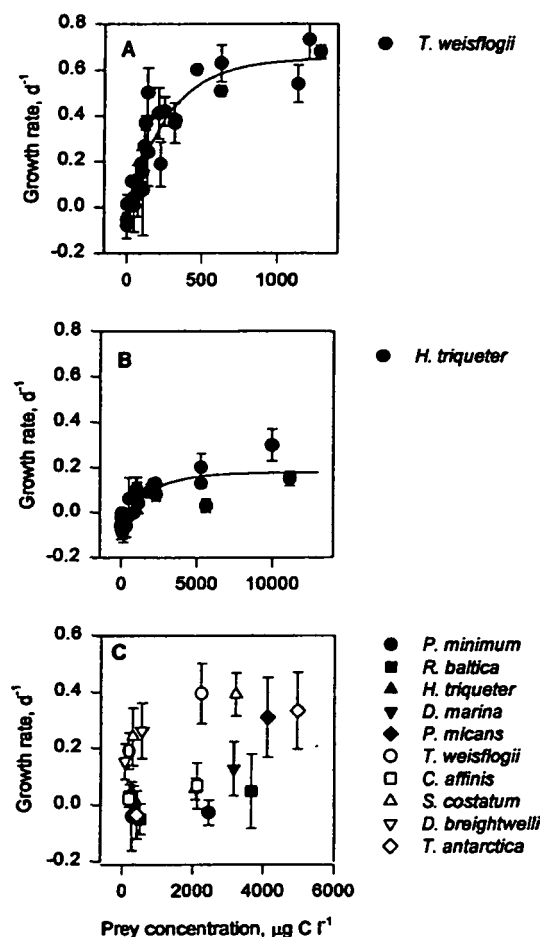 A
T. weisflogii
Growth rate, d⁻¹
0.8
0.6
0.4
0.2
0.0
-0.2
0 500 1000
B
H. triqueter
Growth rate, d⁻¹
0.8
0.6
0.4
0.2
0.0
-0.2
0 5000 10000
C
Growth rate, d⁻¹
0.6
0.4
0.2
0.0
-0.2
0 2000 4000 6000
Prey concentration, µg C l⁻¹
P. minimum
R. baltica
H. triqueter
D. marina
P. micans
T. weisflogii
C. affinis
S. costatum
D. breightwelli
T. antarctica